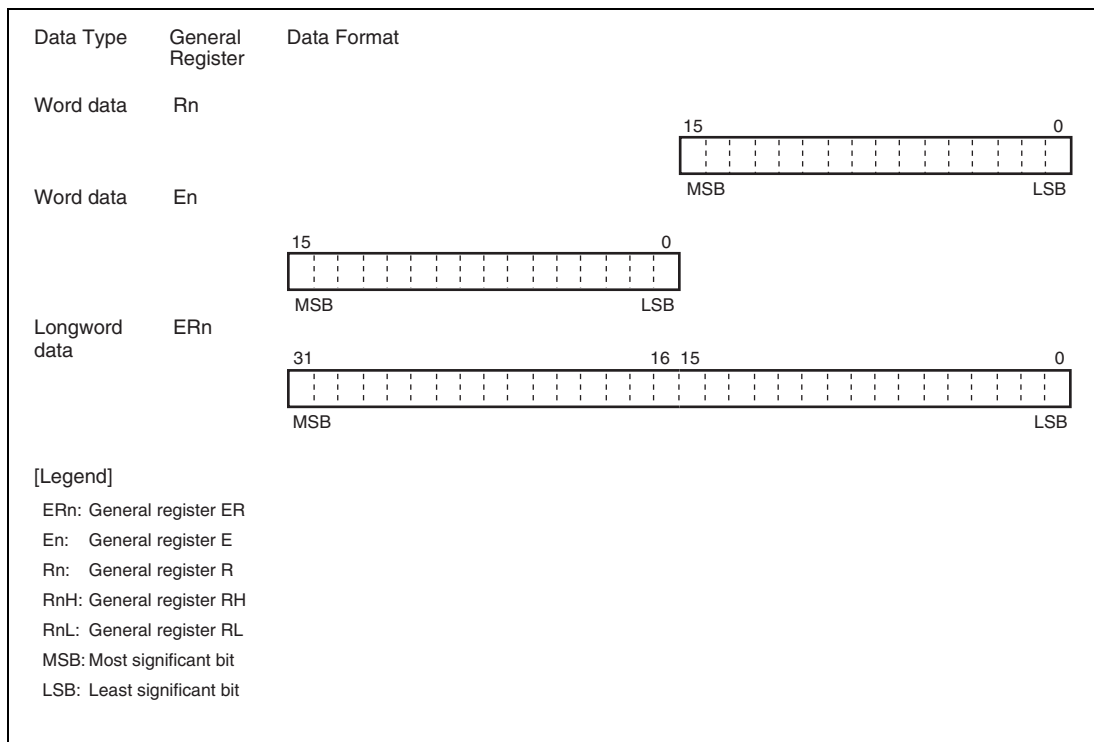 Data Type General Register Data Format
Word data Rn
15 0
MSB LSB
Word data En
15 0
MSB LSB
Longword data ERn
31 16 15 0
MSB LSB
[Legend]
ERn: General register ER
En: General register E
Rn: General register R
RnH: General register RH
RnL: General register RL
MSB: Most significant bit
LSB: Least significant bit